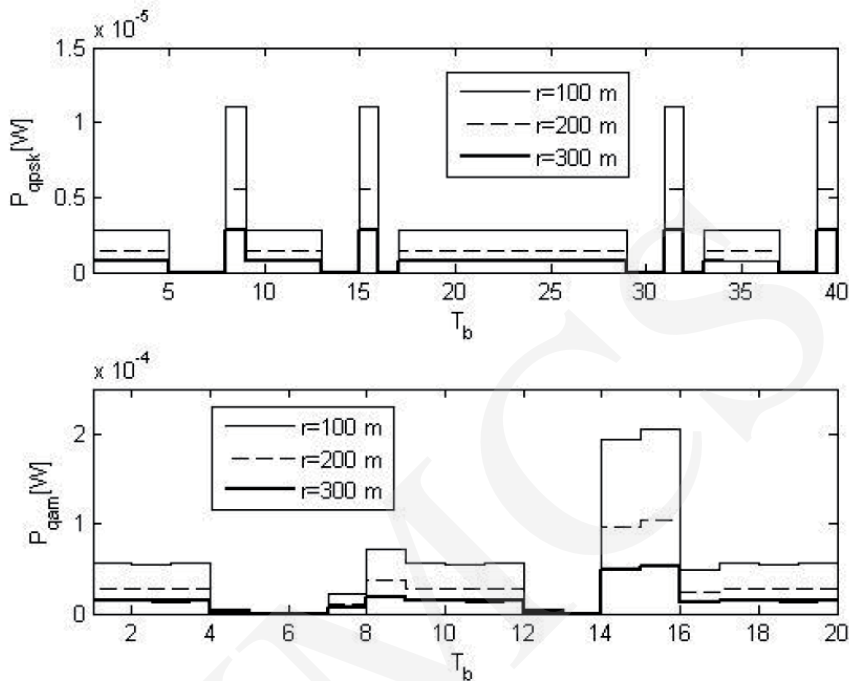 x 10^-5
1.5
1
0.5
0
P_qpsk[W]
r=100 m
r=200 m
r=300 m
5 10 15 20 25 30 35 40
T_b
x 10^-4
2
1
0
P_qam[W]
r=100 m
r=200 m
r=300 m
2 4 6 8 10 12 14 16 18 20
T_b